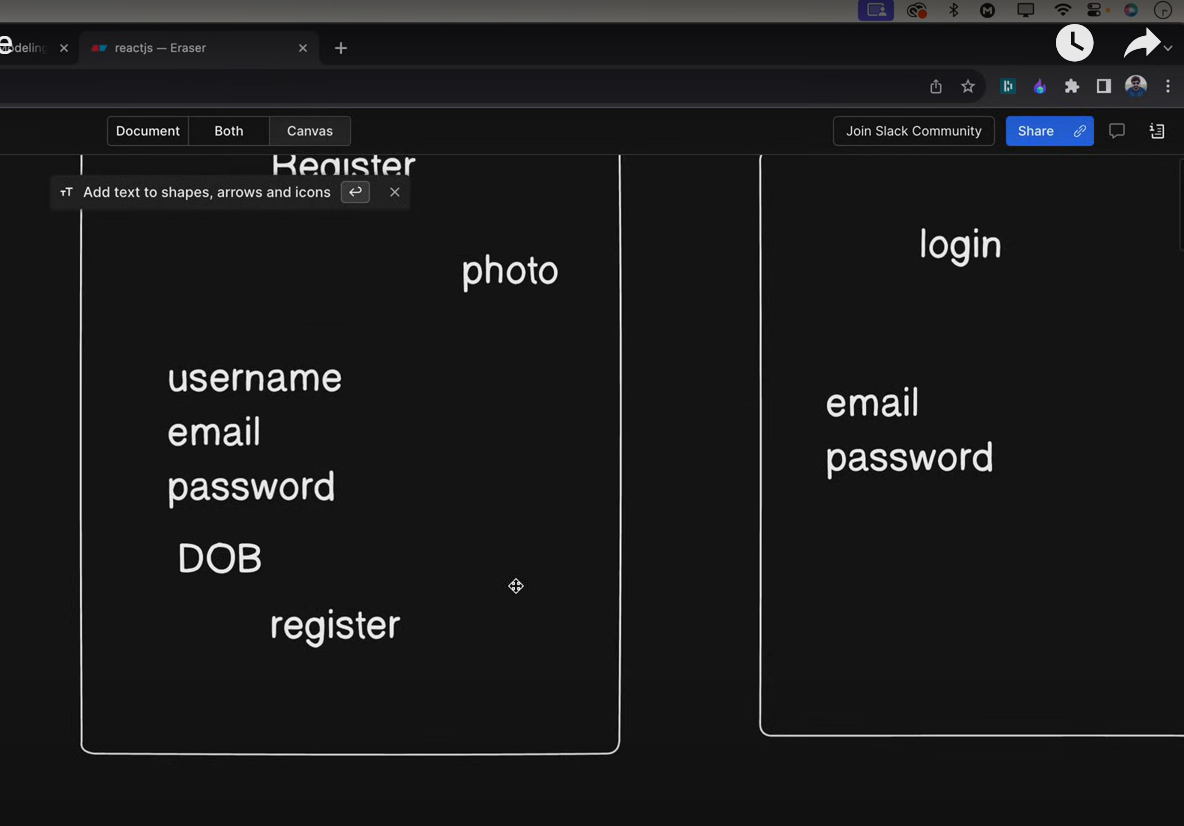 reactjs — Eraser
Document
Both
Canvas
Join Slack Community
Share
Register
Add text to shapes, arrows and icons
photo
username
email
password
DOB
register
login
email
password